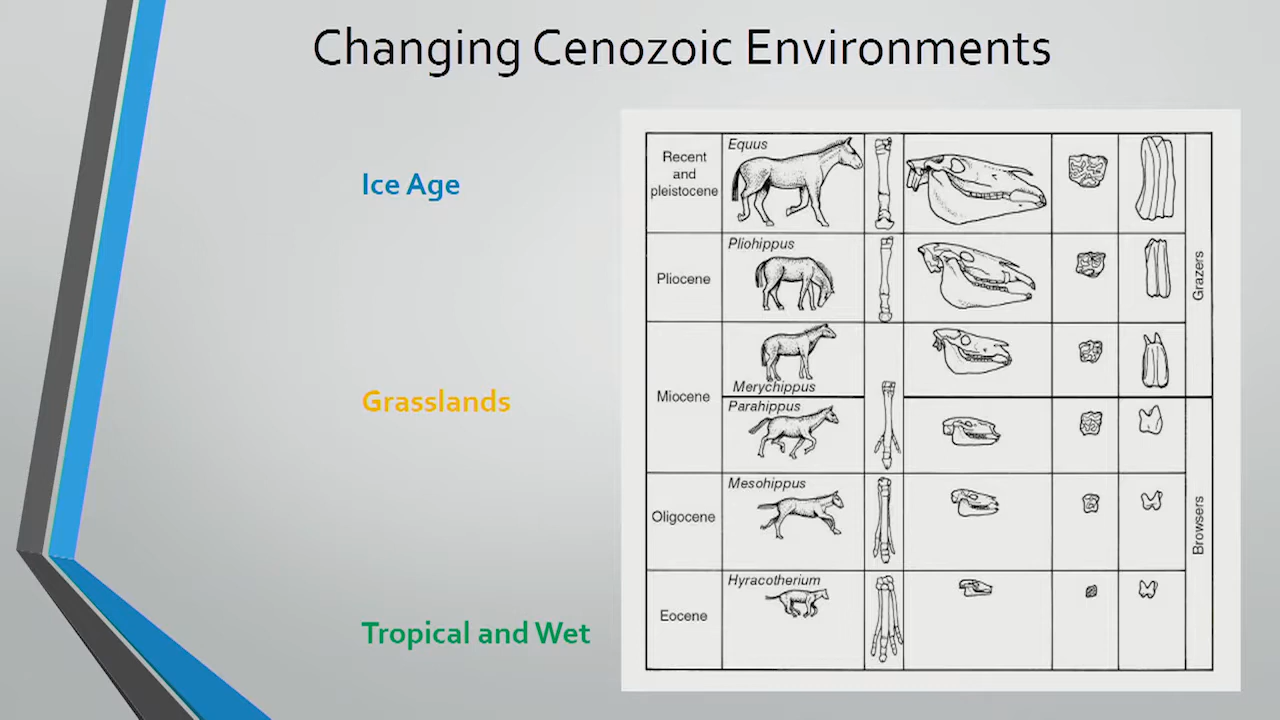 Changing Cenozoic Environments
Ice Age
Grasslands
Tropical and Wet
Recent
and
pleistocene
Equus
Pliocene
Pliohippus
Miocene
Merychippus
Parahippus
Oligocene
Mesohippus
Eocene
Hyracotherium
Grazers
Browsers